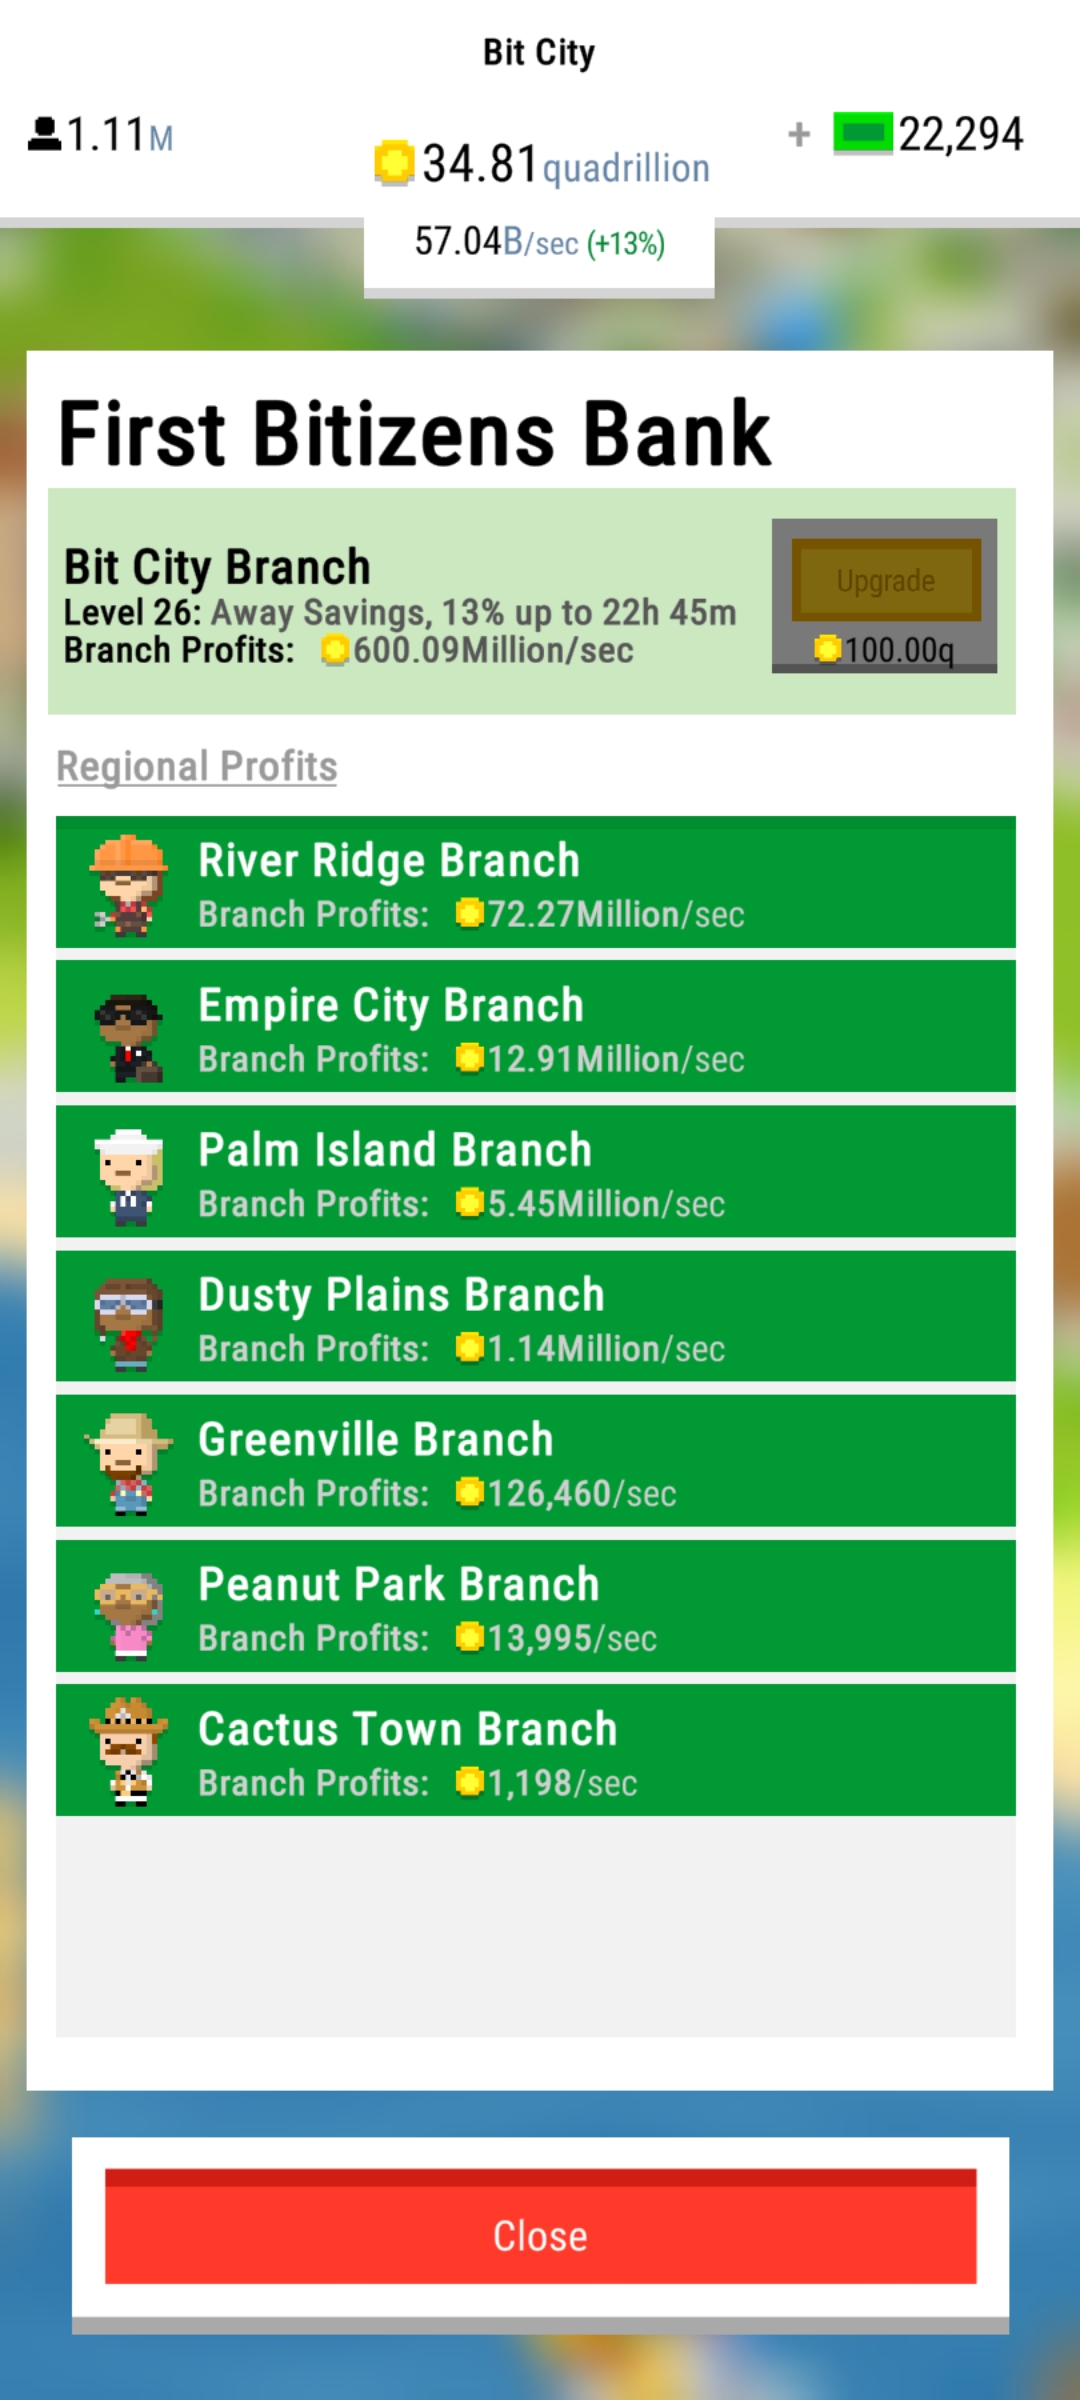 Bit City
1.11M
34.81quadrillion
+ 22,294
57.04B/sec (+13%)
First Bitizens Bank
Bit City Branch
Level 26: Away Savings, 13% up to 22h 45m
Branch Profits: 600.09Million/sec
Upgrade
100.00q
Regional Profits
River Ridge Branch
Branch Profits: 72.27Million/sec
Empire City Branch
Branch Profits: 12.91Million/sec
Palm Island Branch
Branch Profits: 5.45Million/sec
Dusty Plains Branch
Branch Profits: 1.14Million/sec
Greenville Branch
Branch Profits: 126,460/sec
Peanut Park Branch
Branch Profits: 13,995/sec
Cactus Town Branch
Branch Profits: 1,198/sec
Close